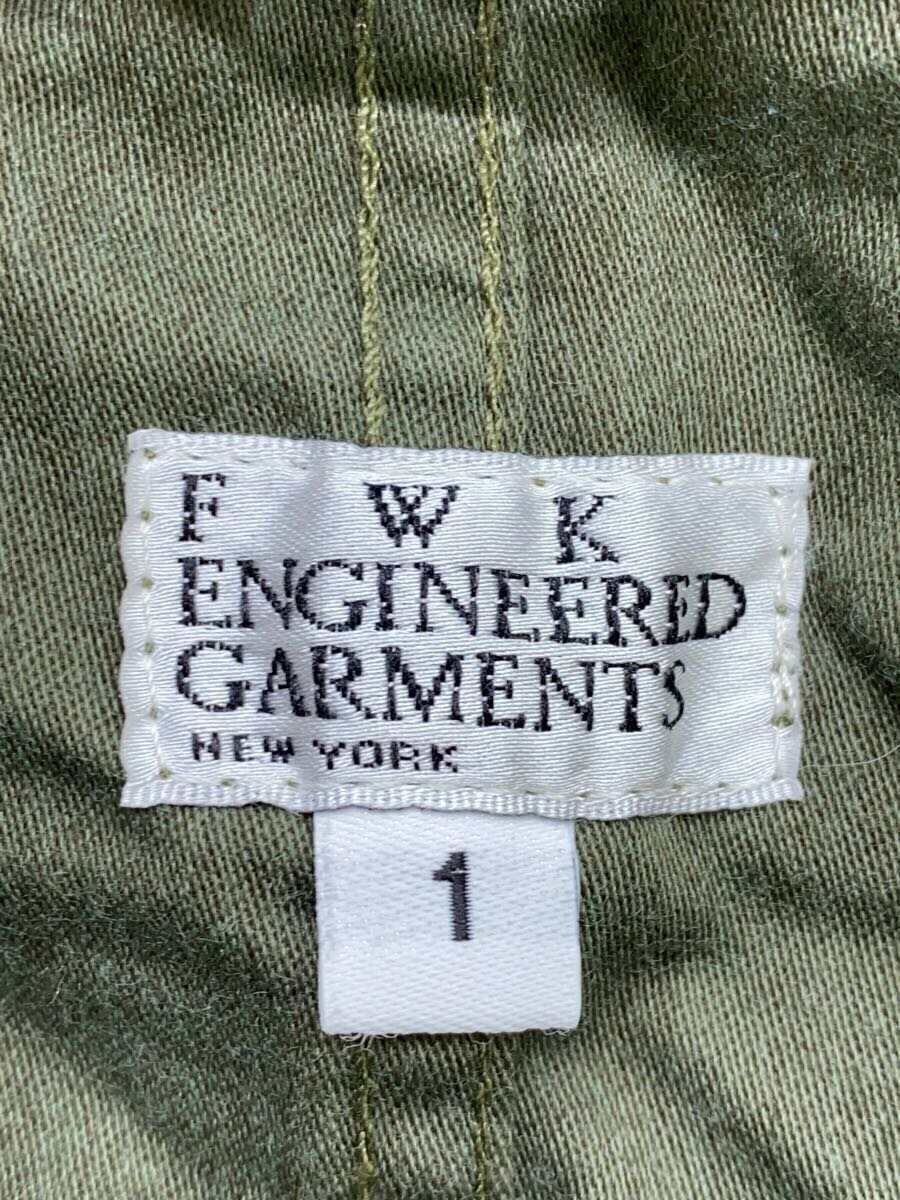 F W K
ENGINEERED
GARMENTS
NEW YORK
1